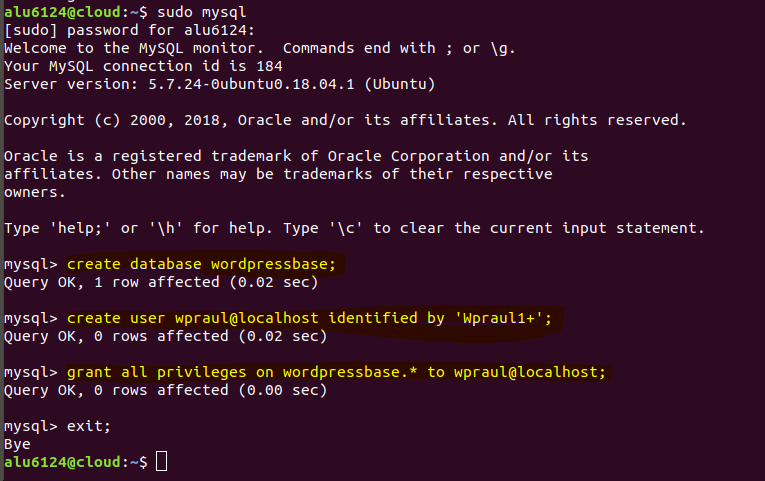 alu6124@cloud:~$ sudo mysql
[sudo] password for alu6124:
Welcome to the MySQL monitor.  Commands end with ; or \g.
Your MySQL connection id is 184
Server version: 5.7.24-0ubuntu0.18.04.1 (Ubuntu)
Copyright (c) 2000, 2018, Oracle and/or its affiliates. All rights reserved.
Oracle is a registered trademark of Oracle Corporation and/or its
affiliates. Other names may be trademarks of their respective
owners.
Type 'help;' or '\h' for help. Type '\c' to clear the current input statement.
mysql> create database wordpressbase;
Query OK, 1 row affected (0.02 sec)
mysql> create user wpraul@localhost identified by 'Wpraul1+';
Query OK, 0 rows affected (0.02 sec)
mysql> grant all privileges on wordpressbase.* to wpraul@localhost;
Query OK, 0 rows affected (0.00 sec)
mysql> exit;
Bye
alu6124@cloud:~$